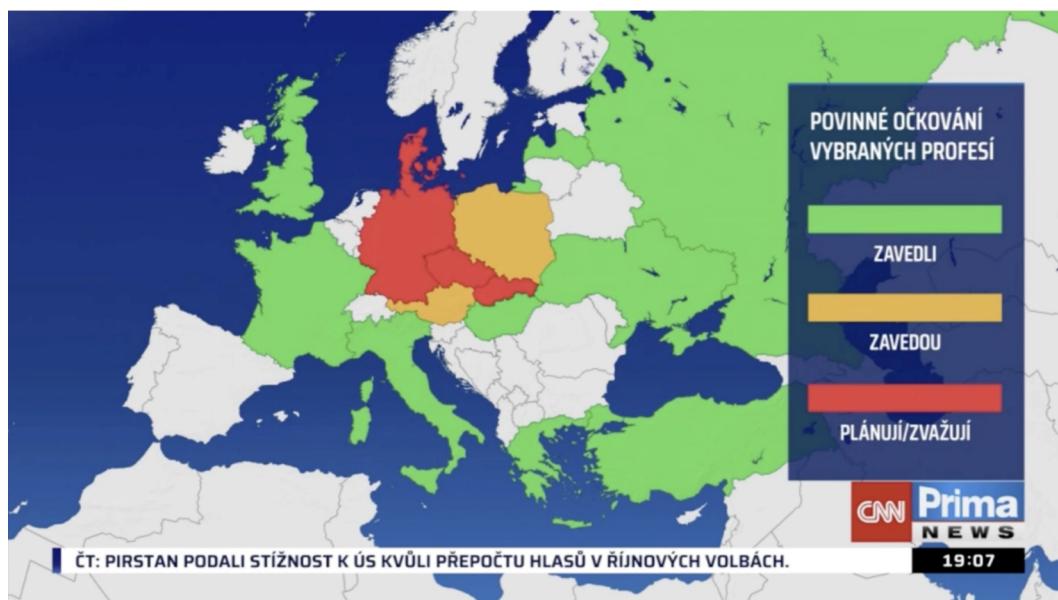 POVINNÉ OČKOVÁNÍ
VYBRANÝCH PROFESÍ
ZAVEDLI
ZAVEDOU
PLÁNUJÍ/ZVAŽUJÍ
CNN Prima
NEWS
ČT: PIRSTAN PODALI STÍŽNOST K ÚS KVŮLI PŘEPOČTU HLASŮ V ŘÍJNOVÝCH VOLBÁCH.
19:07